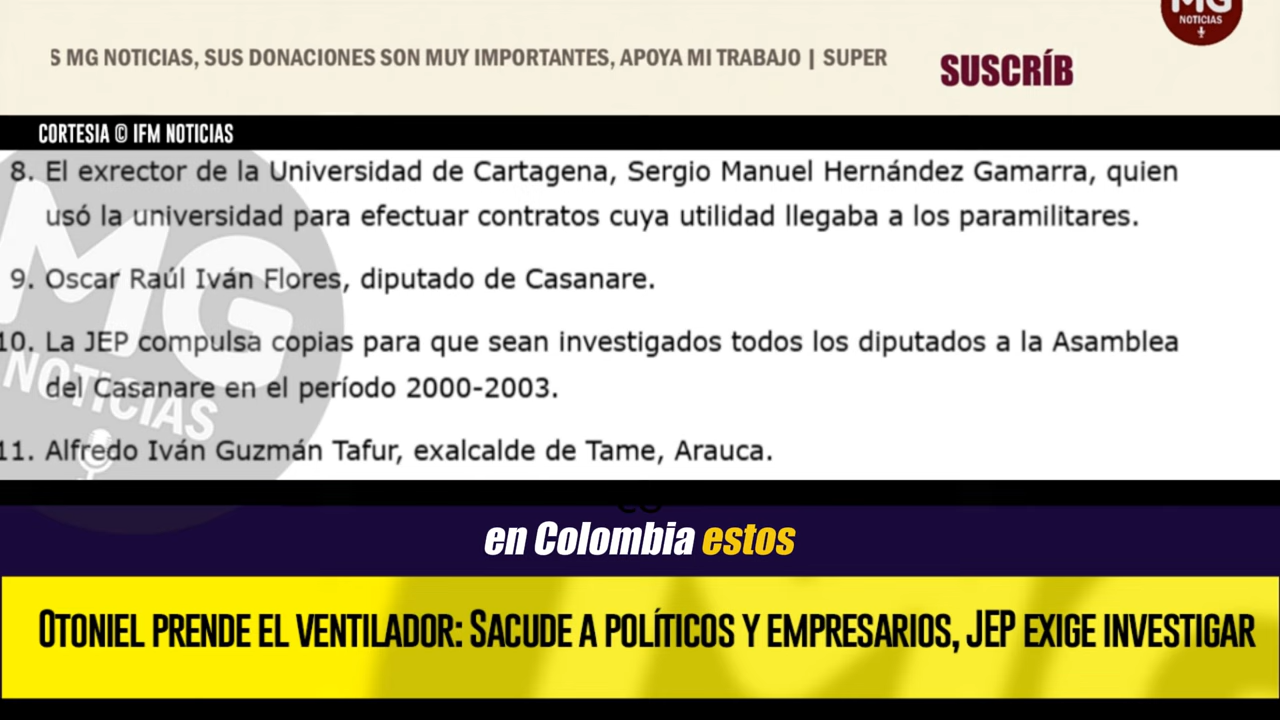 MG
NOTICIAS
S MG NOTICIAS, SUS DONACIONES SON MUY IMPORTANTES, APOYA MI TRABAJO | SUPER
SUSCRÍB
CORTESIA © IFM NOTICIAS
8. El exrector de la Universidad de Cartagena, Sergio Manuel Hernández Gamarra, quien
usó la universidad para efectuar contratos cuya utilidad llegaba a los paramilitares.
9. Oscar Raúl Iván Flores, diputado de Casanare.
10. La JEP compulsa copias para que sean investigados todos los diputados a la Asamblea
del Casanare en el período 2000-2003.
11. Alfredo Iván Guzmán Tafur, exalcalde de Tame, Arauca.
MG
NOTICIAS
en Colombia estos
OTONIEL PRENDE EL VENTILADOR: SACUDE A POLÍTICOS Y EMPRESARIOS, JEP EXIGE INVESTIGAR